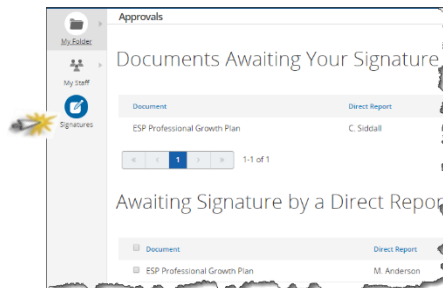 Approvals
My Folder
My Staff
Signatures
Documents Awaiting Your Signature
Document Direct Report
ESP Professional Growth Plan C. Siddall
« < 1 > » 1-1 of 1
Awaiting Signature by a Direct Repor
Document Direct Report
ESP Professional Growth Plan M. Anderson